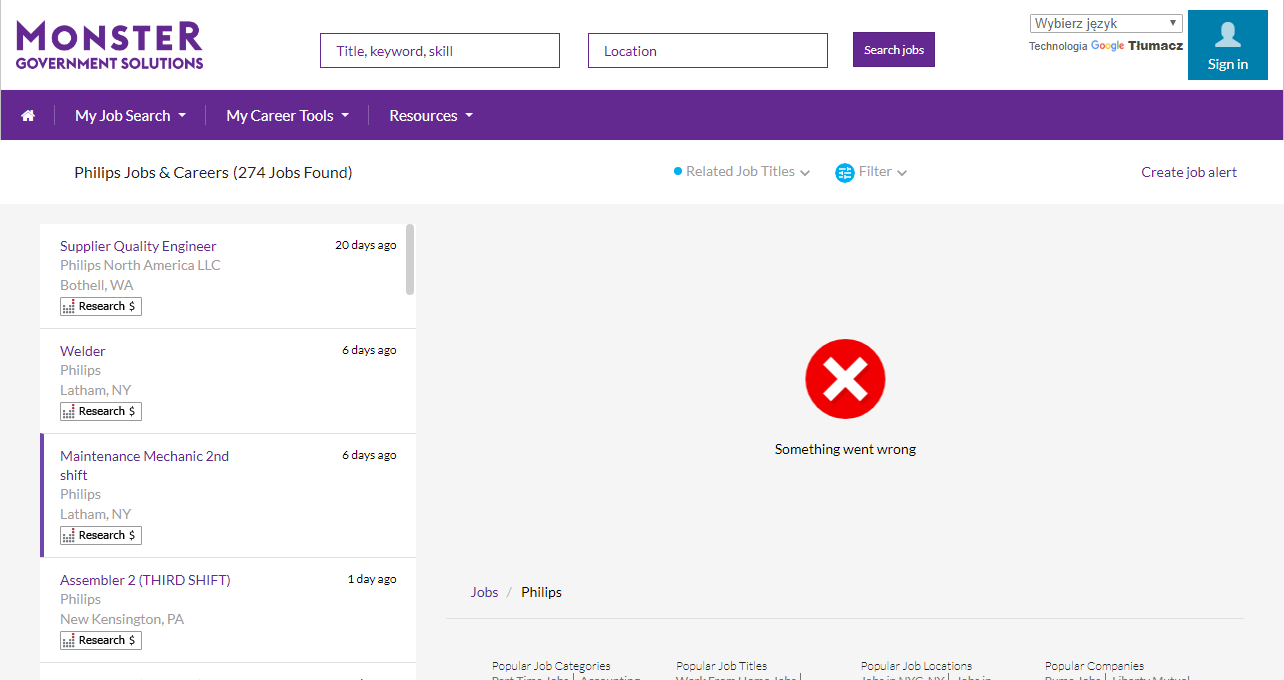 MONSTER
GOVERNMENT SOLUTIONS
Title, keyword, skill
Location
Search jobs
Wybierz język
Technologia Google Tłumacz
Sign in
My Job Search
My Career Tools
Resources
Philips Jobs & Careers (274 Jobs Found)
Related Job Titles
Filter
Create job alert
Supplier Quality Engineer
20 days ago
Philips North America LLC
Bothell, WA
Research $
Welder
6 days ago
Philips
Latham, NY
Research $
Maintenance Mechanic 2nd
shift
6 days ago
Philips
Latham, NY
Research $
Assembler 2 (THIRD SHIFT)
1 day ago
Philips
New Kensington, PA
Research $
Something went wrong
Jobs / Philips
Popular Job Categories
Part Time Jobs | Accounting
Popular Job Titles
Work From Home Jobs |
Popular Job Locations
Jobs in NYC, NY | Jobs in
Popular Companies
Jobs | Liberty Mutual